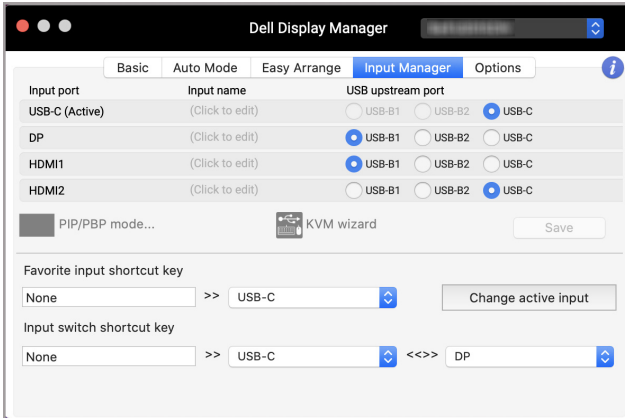 Dell Display Manager
Basic Auto Mode Easy Arrange Input Manager Options i
Input port Input name USB upstream port
USB-C (Active) (Click to edit) USB-B1 USB-B2 USB-C
DP (Click to edit) USB-B1 USB-B2 USB-C
HDMI1 (Click to edit) USB-B1 USB-B2 USB-C
HDMI2 (Click to edit) USB-B1 USB-B2 USB-C
PIP/PBP mode... KVM wizard Save
Favorite input shortcut key
None >> USB-C Change active input
Input switch shortcut key
None >> USB-C <<>> DP